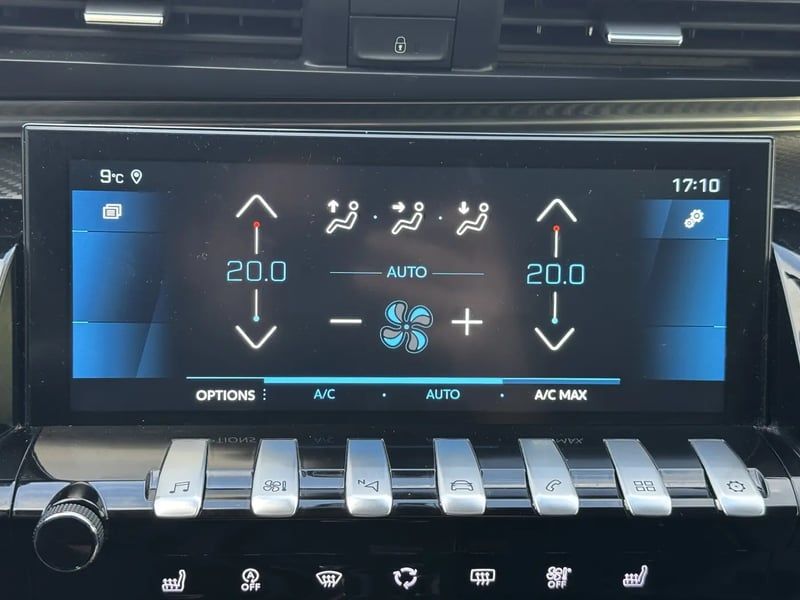 9°C 17:10
20.0 AUTO 20.0
OPTIONS A/C AUTO A/C MAX
N
OFF OFF